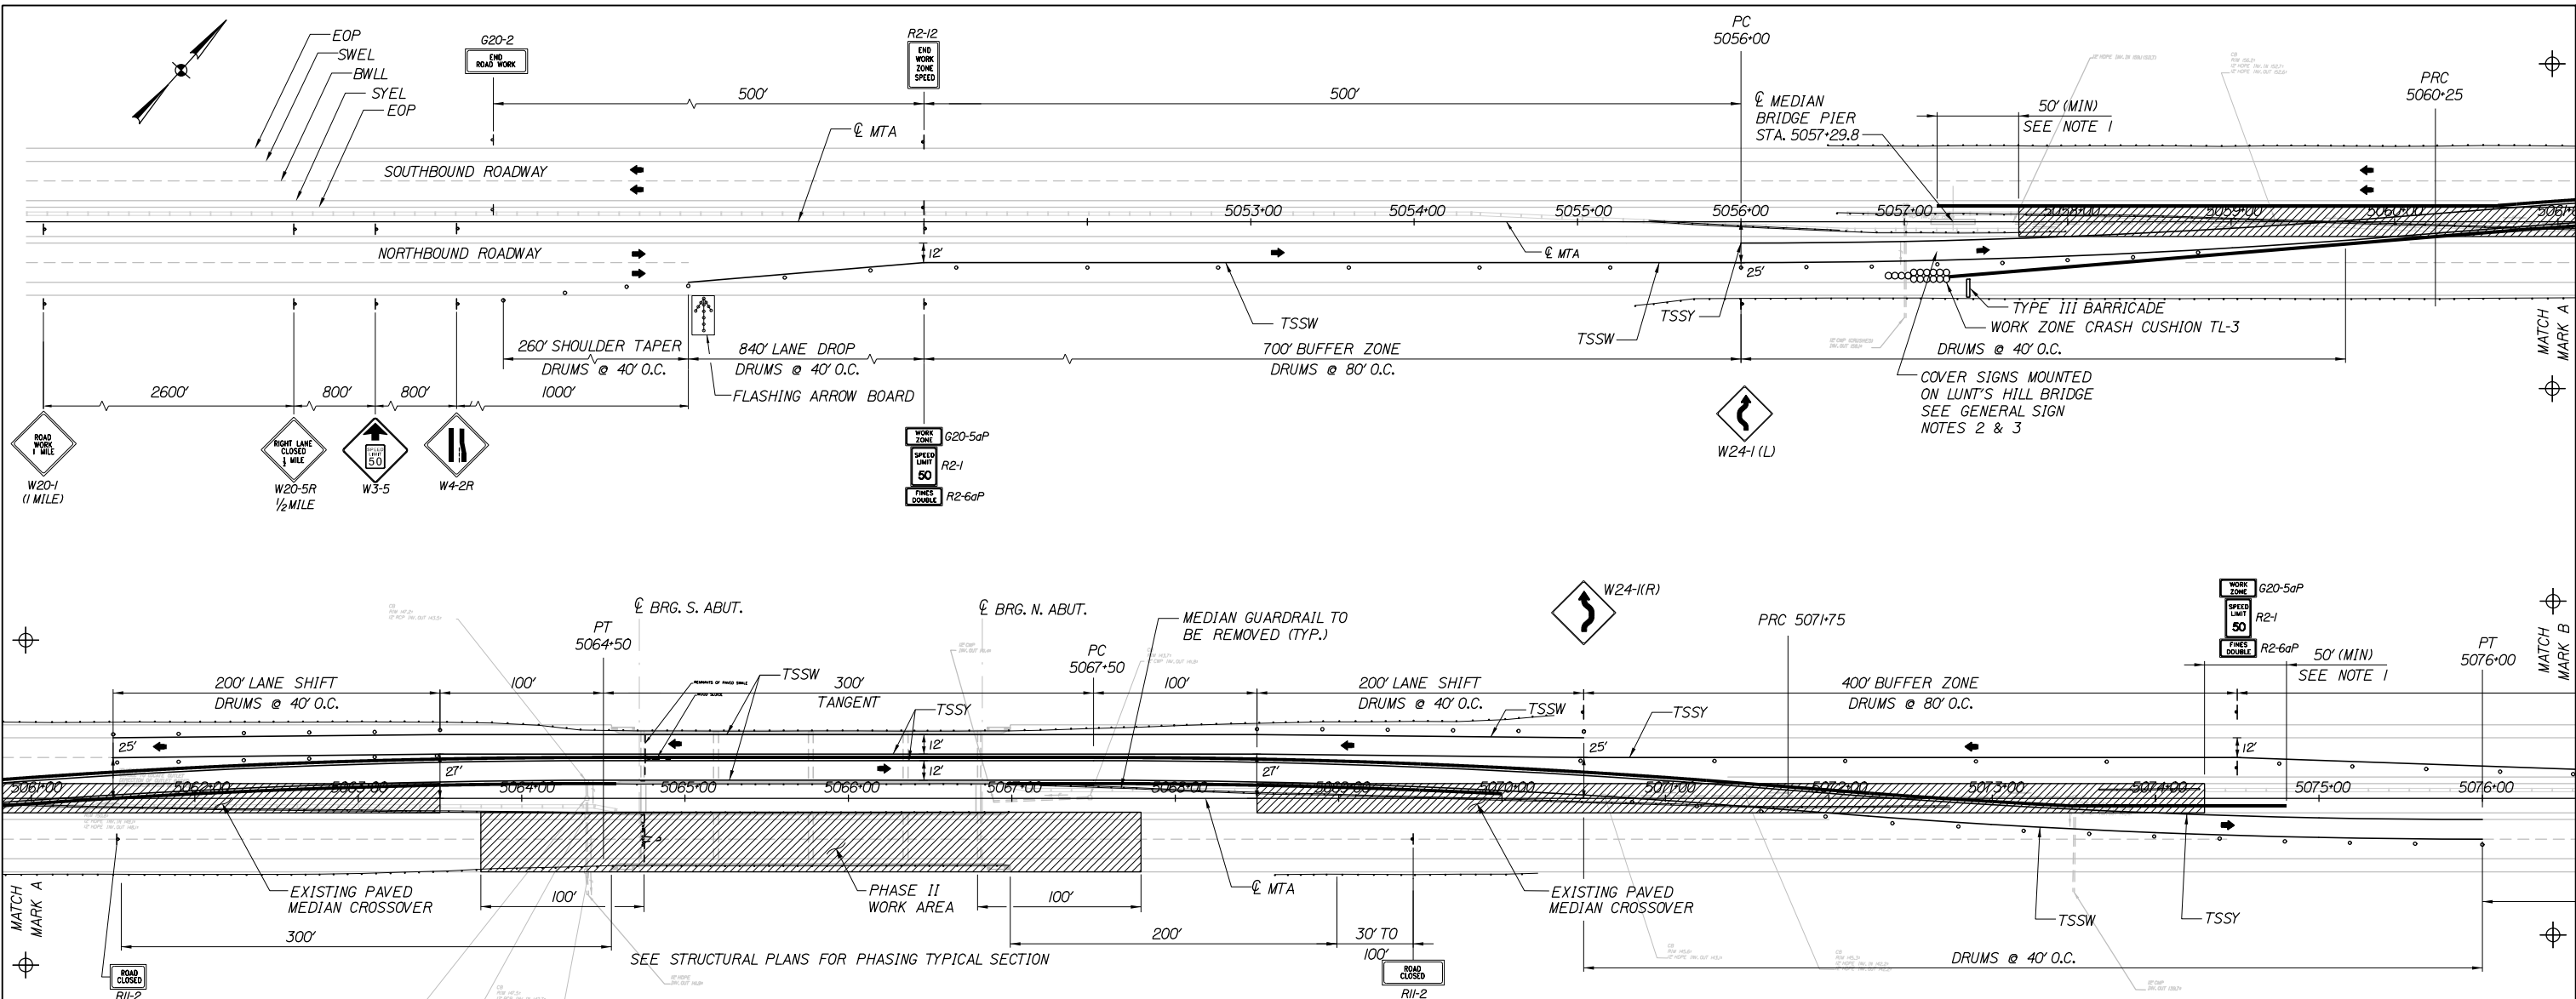 EOP
SWEL
BWLL
SYEL
EOP
G20-2
END
ROAD WORK
R2-12
END
WORK
ZONE
SPEED
500'
500'
℄ MTA
PC
5056+00
℄ MEDIAN
BRIDGE PIER
STA. 5057+29.8
50' (MIN)
SEE NOTE 1
PRC
5060+25
SOUTHBOUND ROADWAY
NORTHBOUND ROADWAY
5053+00
5054+00
5055+00
5056+00
5057+00
5058+00
5059+00
5060+00
12'
℄ MTA
25'
TSSW
TSSW
TSSY
TYPE III BARRICADE
WORK ZONE CRASH CUSHION TL-3
DRUMS @ 40' O.C.
260' SHOULDER TAPER
DRUMS @ 40' O.C.
840' LANE DROP
DRUMS @ 40' O.C.
700' BUFFER ZONE
DRUMS @ 80' O.C.
FLASHING ARROW BOARD
COVER SIGNS MOUNTED
ON LUNT'S HILL BRIDGE
SEE GENERAL SIGN
NOTES 2 & 3
MATCH
MARK A
2600'
800'
800'
1000'
ROAD
WORK
1 MILE
W20-1
(1 MILE)
RIGHT LANE
CLOSED
½ MILE
W20-5R
1/2 MILE
SPEED
LIMIT
50
W3-5
W4-2R
WORK
ZONE
G20-5aP
SPEED
LIMIT
50
R2-1
FINES
DOUBLE
R2-6aP
W24-1 (L)
℄ BRG. S. ABUT.
℄ BRG. N. ABUT.
PT
5064+50
PC
5067+50
MEDIAN GUARDRAIL TO
BE REMOVED (TYP.)
W24-1(R)
PRC 5071+75
WORK
ZONE
G20-5aP
SPEED
LIMIT
50
R2-1
FINES
DOUBLE
R2-6aP
50' (MIN)
SEE NOTE 1
PT
5076+00
MATCH
MARK B
200' LANE SHIFT
DRUMS @ 40' O.C.
100'
TSSW
300'
TANGENT
100'
200' LANE SHIFT
DRUMS @ 40' O.C.
400' BUFFER ZONE
DRUMS @ 80' O.C.
TSSY
TSSW
TSSY
25'
27'
12'
12'
27'
25'
12'
5061+00
5062+00
5063+00
5064+00
5065+00
5066+00
5067+00
5068+00
5069+00
5070+00
5071+00
5072+00
5073+00
5074+00
5075+00
5076+00
MATCH
MARK A
EXISTING PAVED
MEDIAN CROSSOVER
100'
PHASE II
WORK AREA
100'
℄ MTA
EXISTING PAVED
MEDIAN CROSSOVER
TSSW
TSSY
300'
200'
30' TO
100'
SEE STRUCTURAL PLANS FOR PHASING TYPICAL SECTION
DRUMS @ 40' O.C.
ROAD
CLOSED
R11-2
ROAD
CLOSED
R11-2